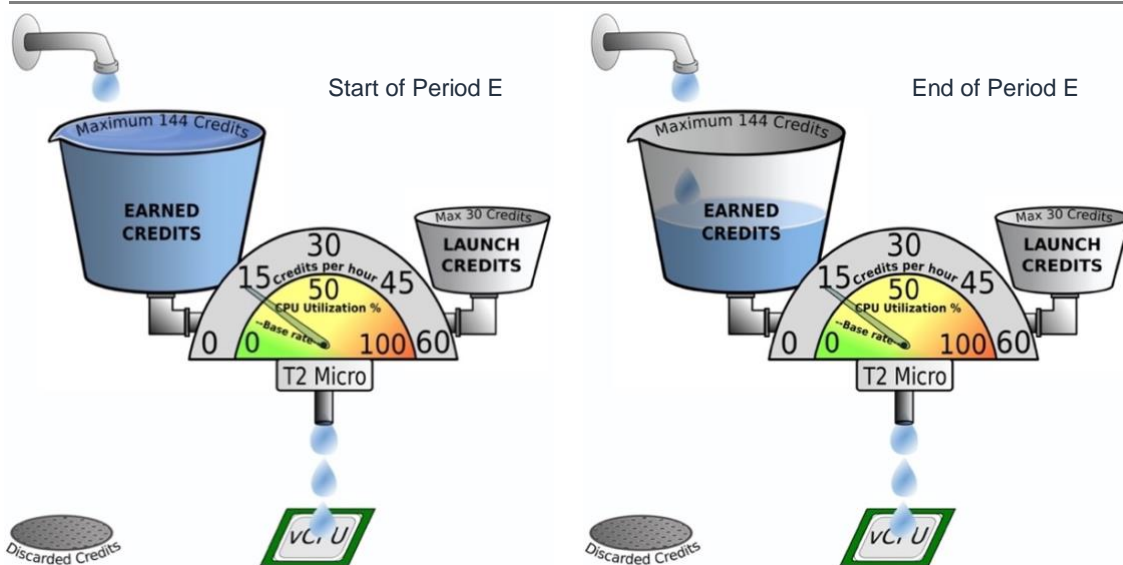 Start of Period E
Maximum 144 Credits
EARNED
CREDITS
Max 30 Credits
LAUNCH
CREDITS
0 15 30 45 60
Credits per hour
0 50 100
CPU Utilization %
--Base rate
T2 Micro
vCPU
Discarded Credits
End of Period E
Maximum 144 Credits
EARNED
CREDITS
Max 30 Credits
LAUNCH
CREDITS
0 15 30 45 60
Credits per hour
0 50 100
CPU Utilization %
--Base rate
T2 Micro
vCPU
Discarded Credits